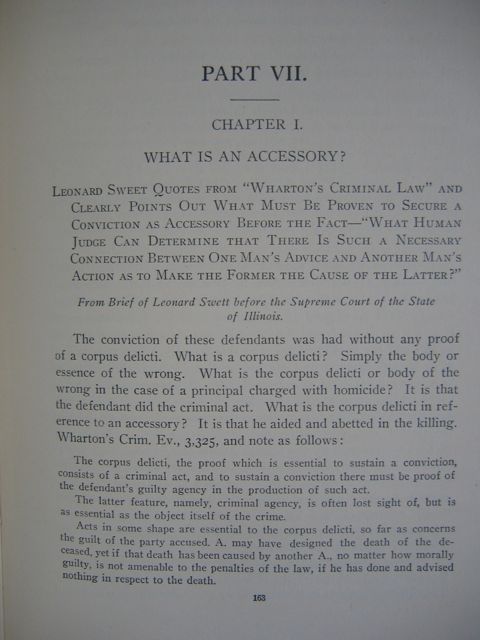 PART VII.
CHAPTER I.
WHAT IS AN ACCESSORY?
Leonard Sweet Quotes from "Wharton's Criminal Law" and
Clearly Points Out What Must Be Proven to Secure a
Conviction as Accessory Before the Fact—"What Human
Judge Can Determine that There Is Such a Necessary
Connection Between One Man's Advice and Another Man's
Action as to Make the Former the Cause of the Latter?"
From Brief of Leonard Swett before the Supreme Court of the State
of Illinois.
The conviction of these defendants was had without any proof
of a corpus delicti. What is a corpus delicti? Simply the body or
essence of the wrong. What is the corpus delicti or body of the
wrong in the case of a principal charged with homicide? It is that
the defendant did the criminal act. What is the corpus delicti in ref-
erence to an accessory? It is that he aided and abetted in the killing.
Wharton's Crim. Ev., 3,325, and note as follows:
The corpus delicti, the proof which is essential to sustain a conviction,
consists of a criminal act, and to sustain a conviction there must be proof of
the defendant's guilty agency in the production of such act.
The latter feature, namely, criminal agency, is often lost sight of, but is
as essential as the object itself of the crime.
Acts in some shape are essential to the corpus delicti, so far as concerns
the guilt of the party accused. A. may have designed the death of the de-
ceased, yet if that death has been caused by another A., no matter how morally
guilty, is not amenable to the penalties of the law, if he has done and advised
nothing in respect to the death.
163